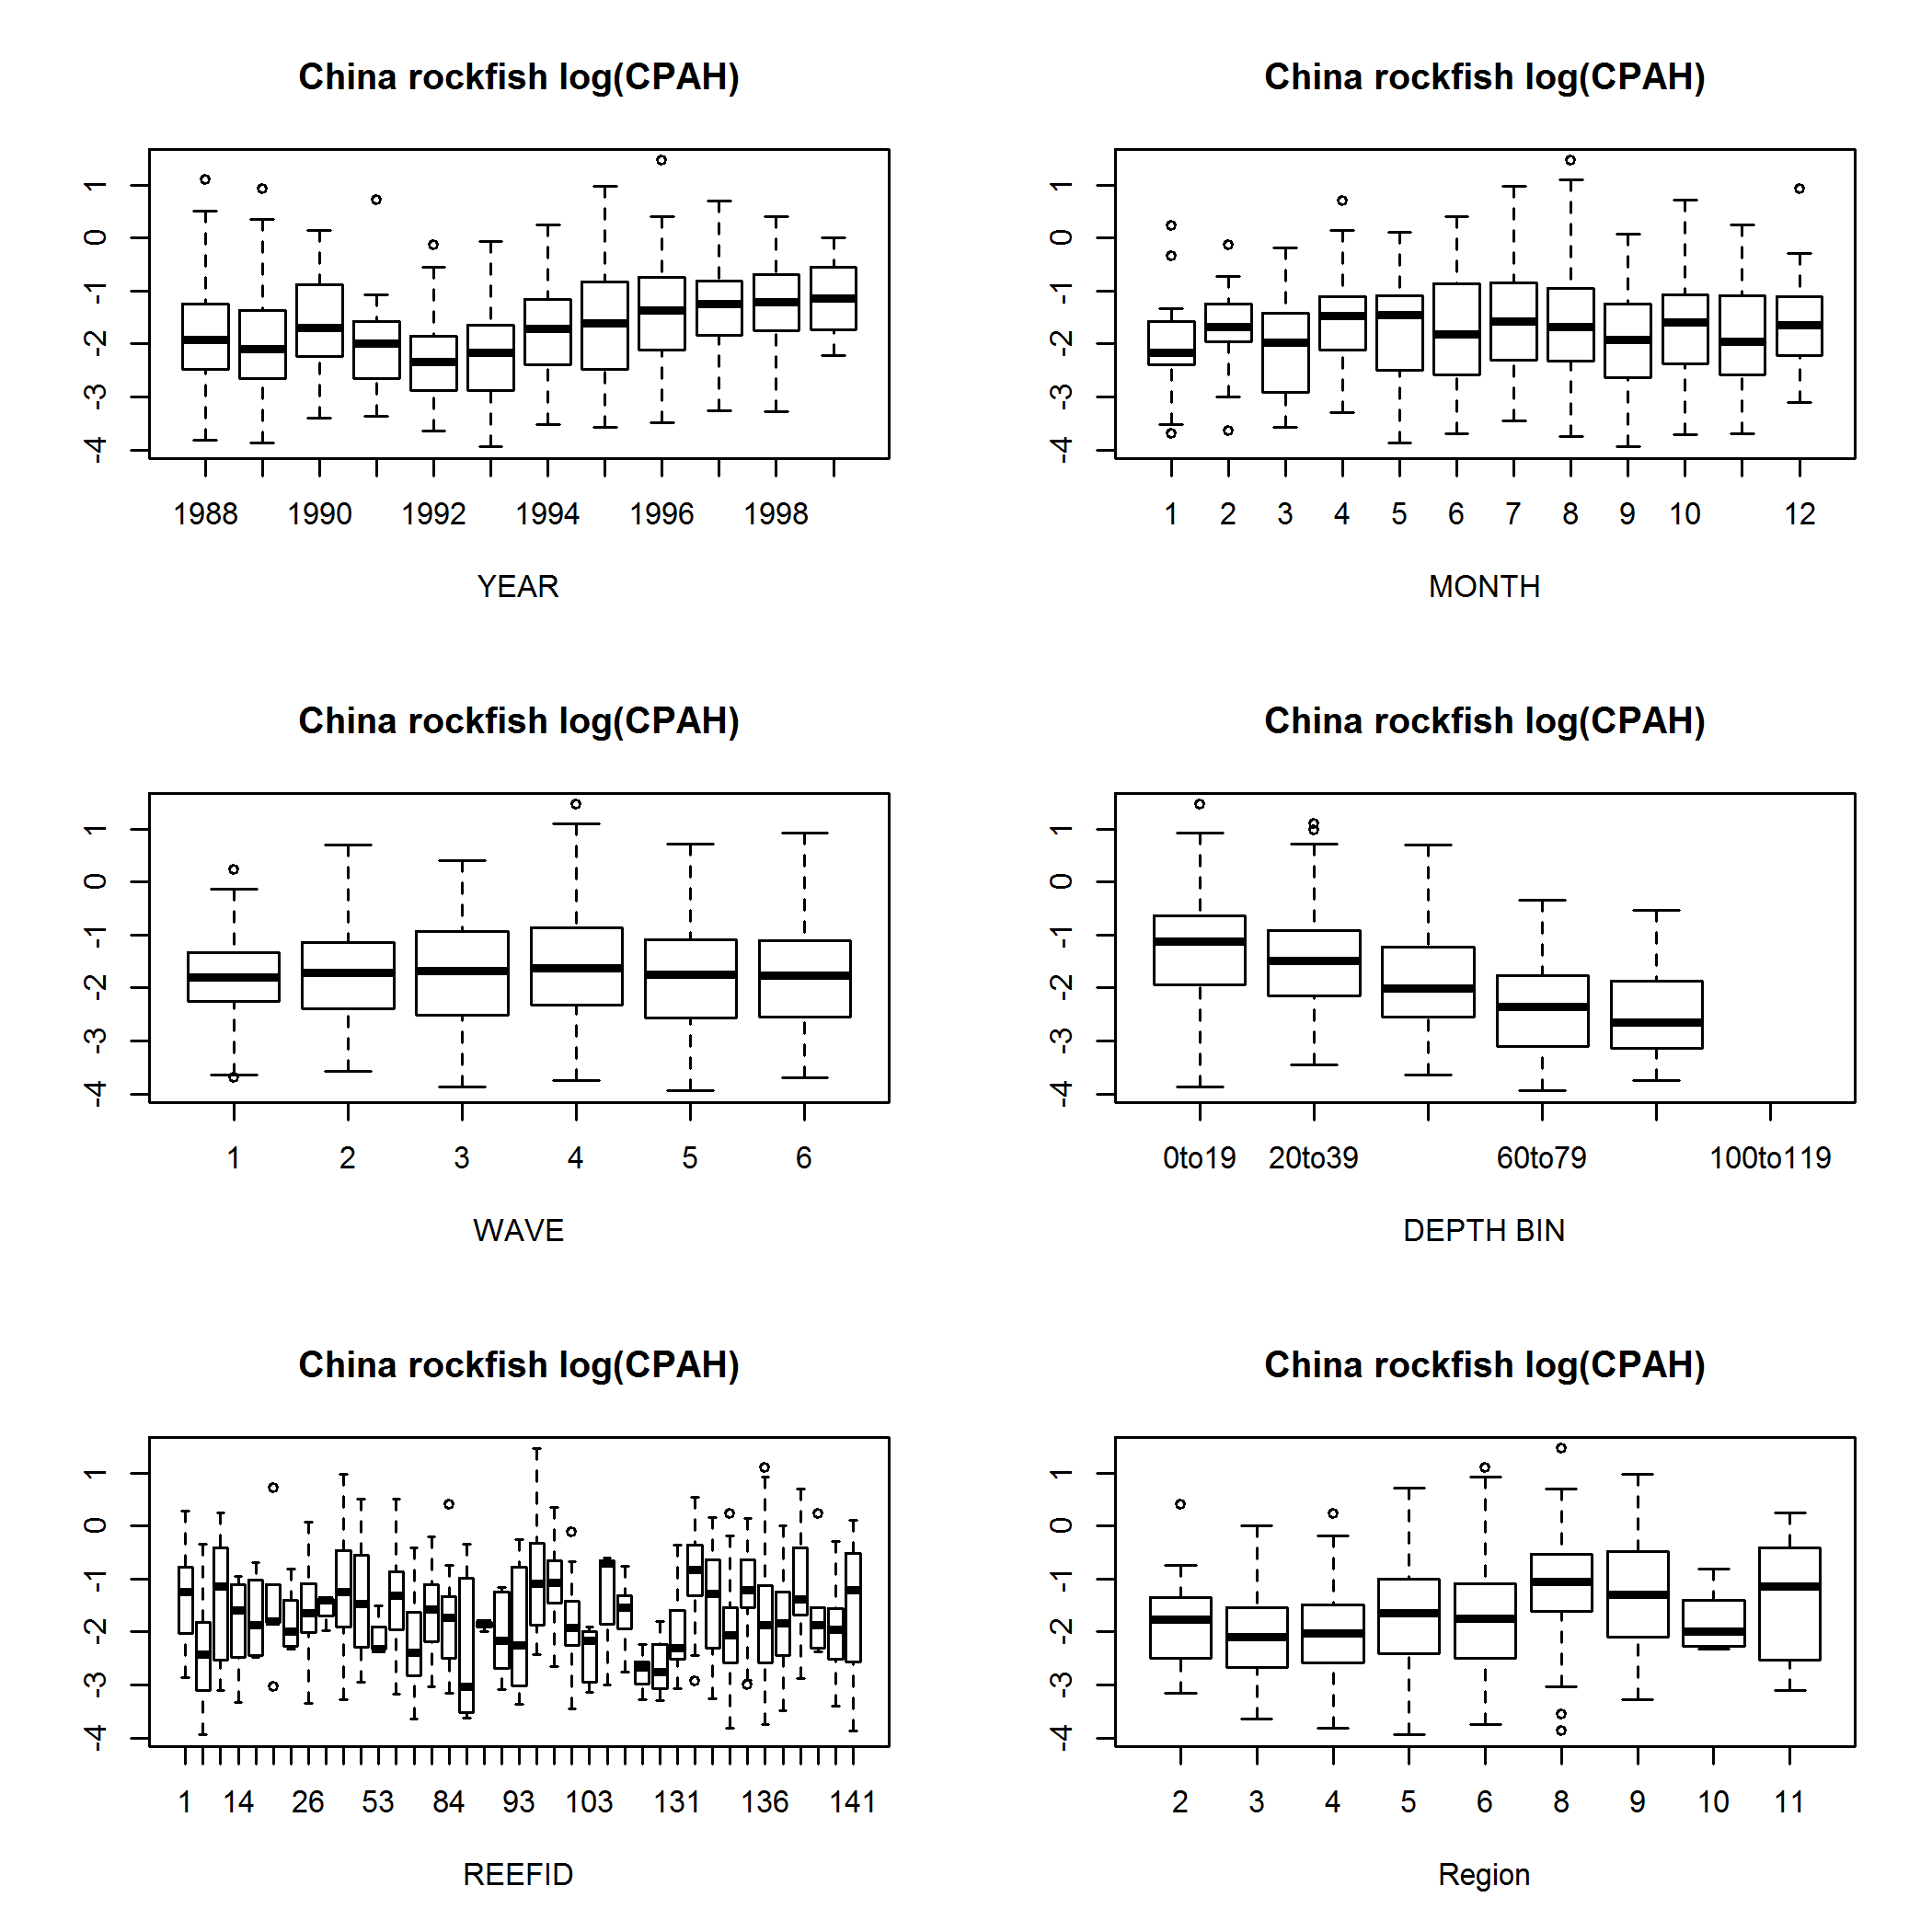 China rockfish log(CPAH)
1
0
-1
-2
-3
-4
1988 1990 1992 1994 1996 1998
YEAR
China rockfish log(CPAH)
1
0
-1
-2
-3
-4
1 2 3 4 5 6 7 8 9 10 12
MONTH
China rockfish log(CPAH)
1
0
-1
-2
-3
-4
1 2 3 4 5 6
WAVE
China rockfish log(CPAH)
1
0
-1
-2
-3
-4
0to19 20to39 60to79 100to119
DEPTH BIN
China rockfish log(CPAH)
1
0
-1
-2
-3
-4
1 14 26 53 84 93 103 131 136 141
REEFID
China rockfish log(CPAH)
1
0
-1
-2
-3
-4
2 3 4 5 6 8 9 10 11
Region